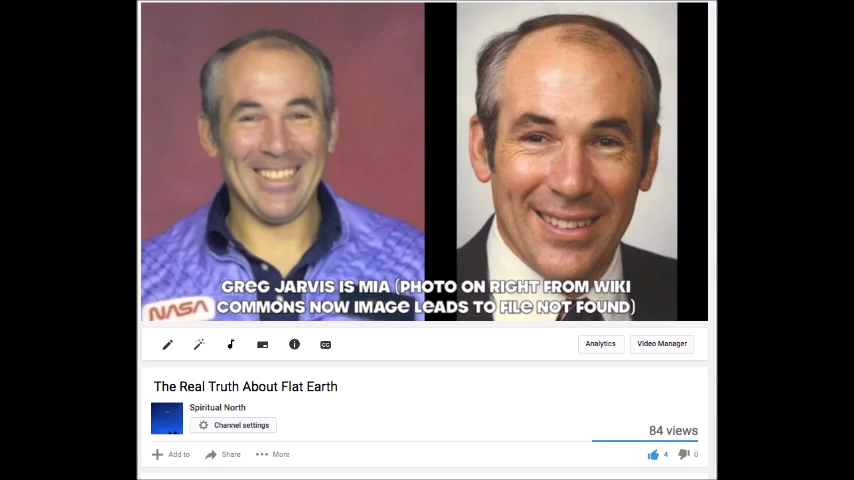 GREG JARVIS IS MIA (PHOTO ON RIGHT FROM WIKI
NASA COMMONS NOW IMAGE LEADS TO FILE NOT FOUND)
Analytics
Video Manager
The Real Truth About Flat Earth
Spiritual North
Channel settings
84 views
Add to
Share
More
4
0